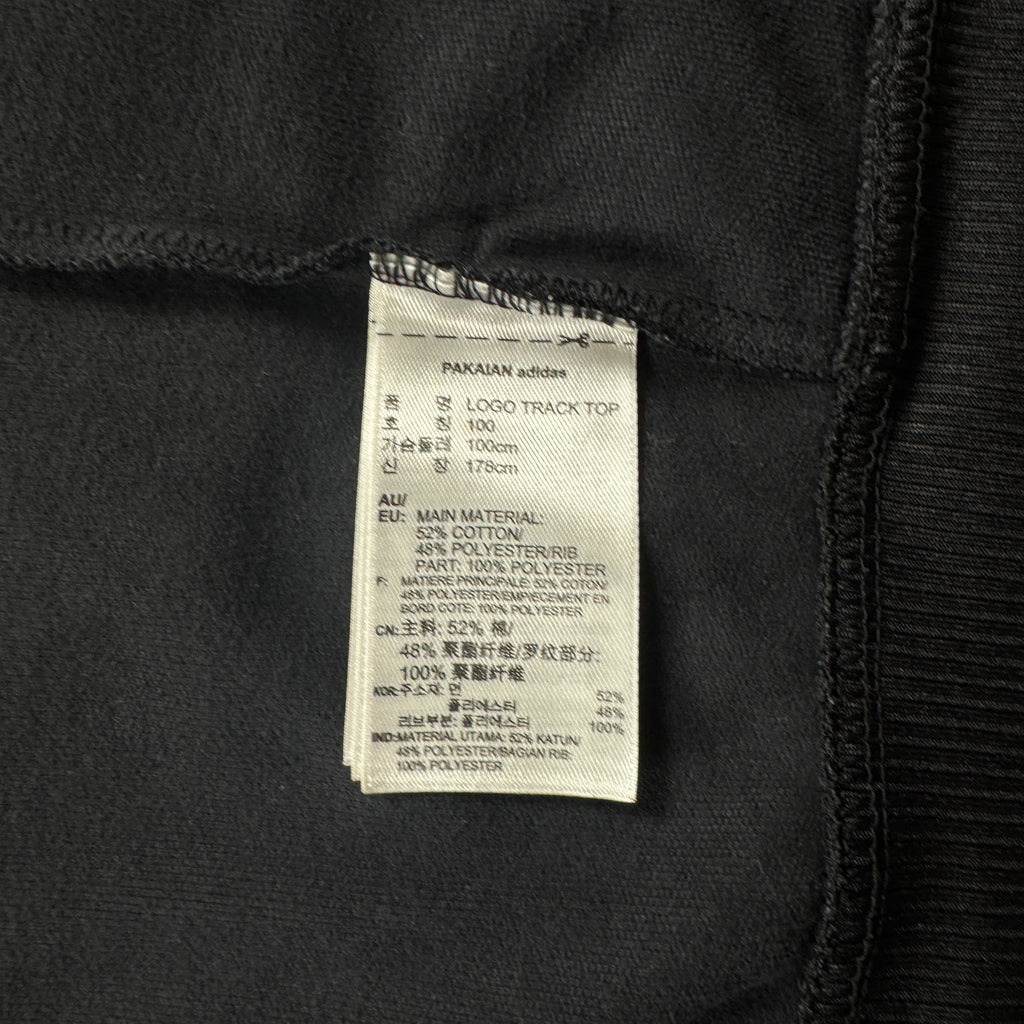 PAKAIAN adidas
품 명 LOGO TRACK TOP
호 칭 100
가슴둘레 100cm
신 장 178cm
AU/
EU: MAIN MATERIAL:
52% COTTON/
48% POLYESTER/RIB
PART: 100% POLYESTER
F: MATIERE PRINCIPALE: 52% COTON/
48% POLYESTER/EMPIECEMENT EN
BORD COTE: 100% POLYESTER
CN: 主料: 52% 棉/
48% 聚酯纤维/罗纹部分:
100% 聚酯纤维
KOR: 주소재: 면 52%
폴리에스터 48%
리브부분: 폴리에스터 100%
IND: MATERIAL UTAMA: 52% KATUN/
48% POLYESTER/BAGIAN RIB:
100% POLYESTER